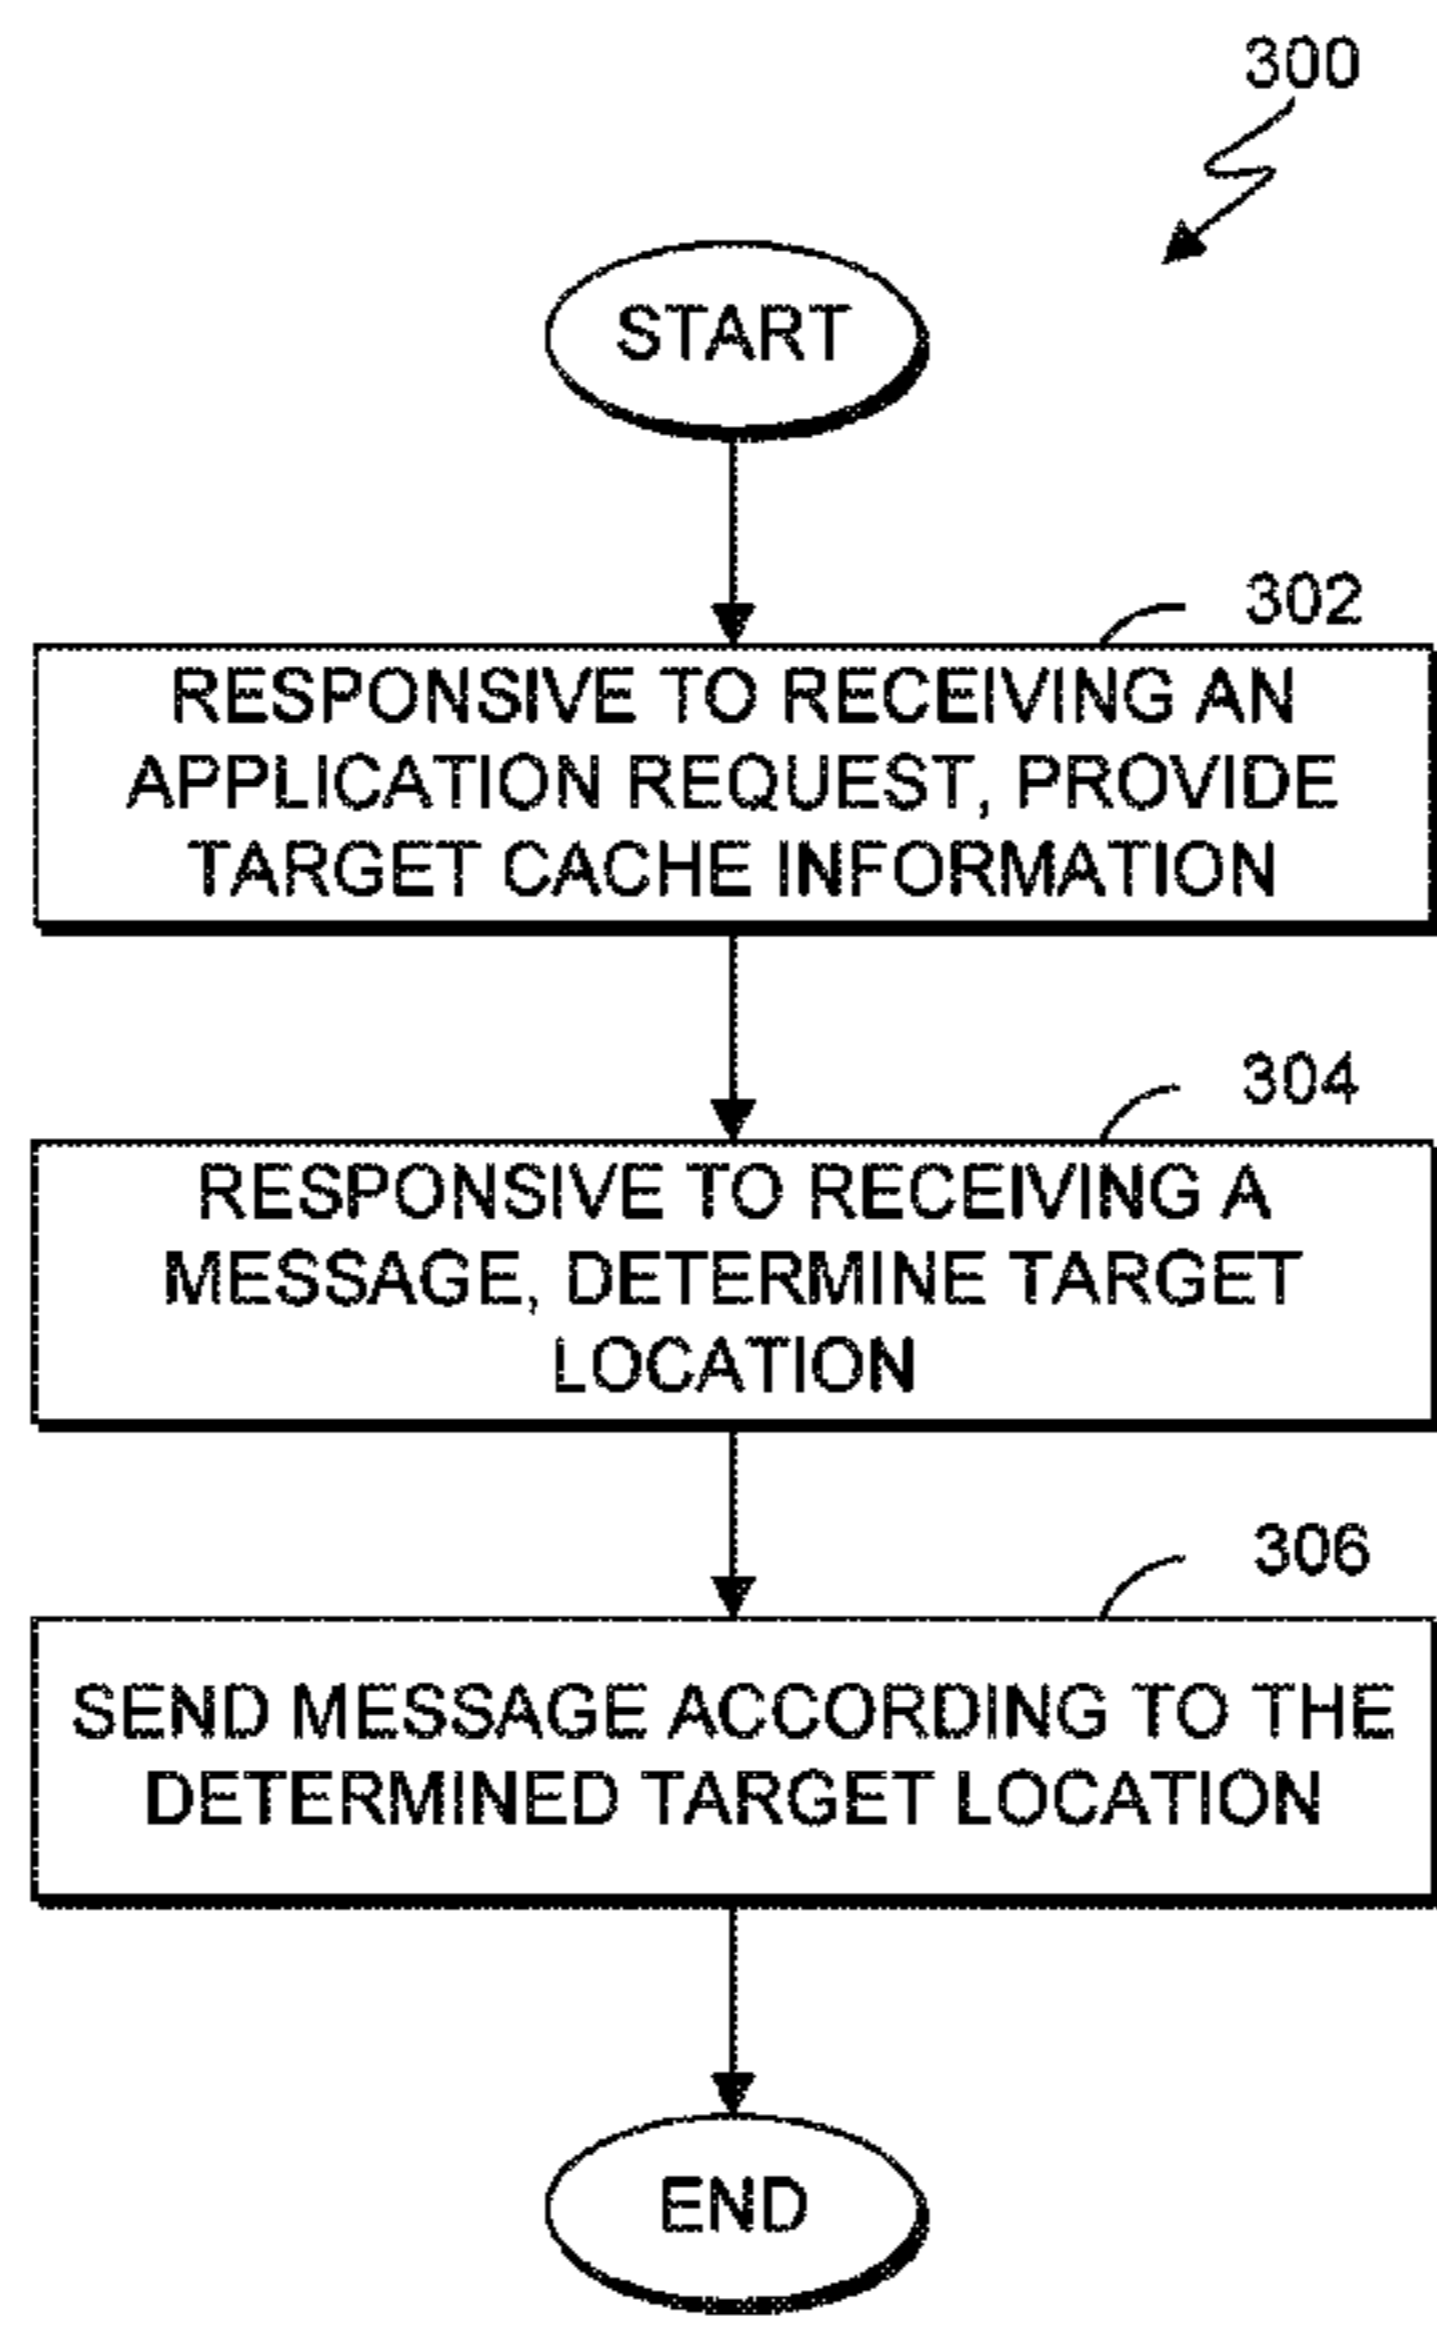 300
START
302
RESPONSIVE TO RECEIVING AN
APPLICATION REQUEST, PROVIDE
TARGET CACHE INFORMATION
304
RESPONSIVE TO RECEIVING A
MESSAGE, DETERMINE TARGET
LOCATION
306
SEND MESSAGE ACCORDING TO THE
DETERMINED TARGET LOCATION
END